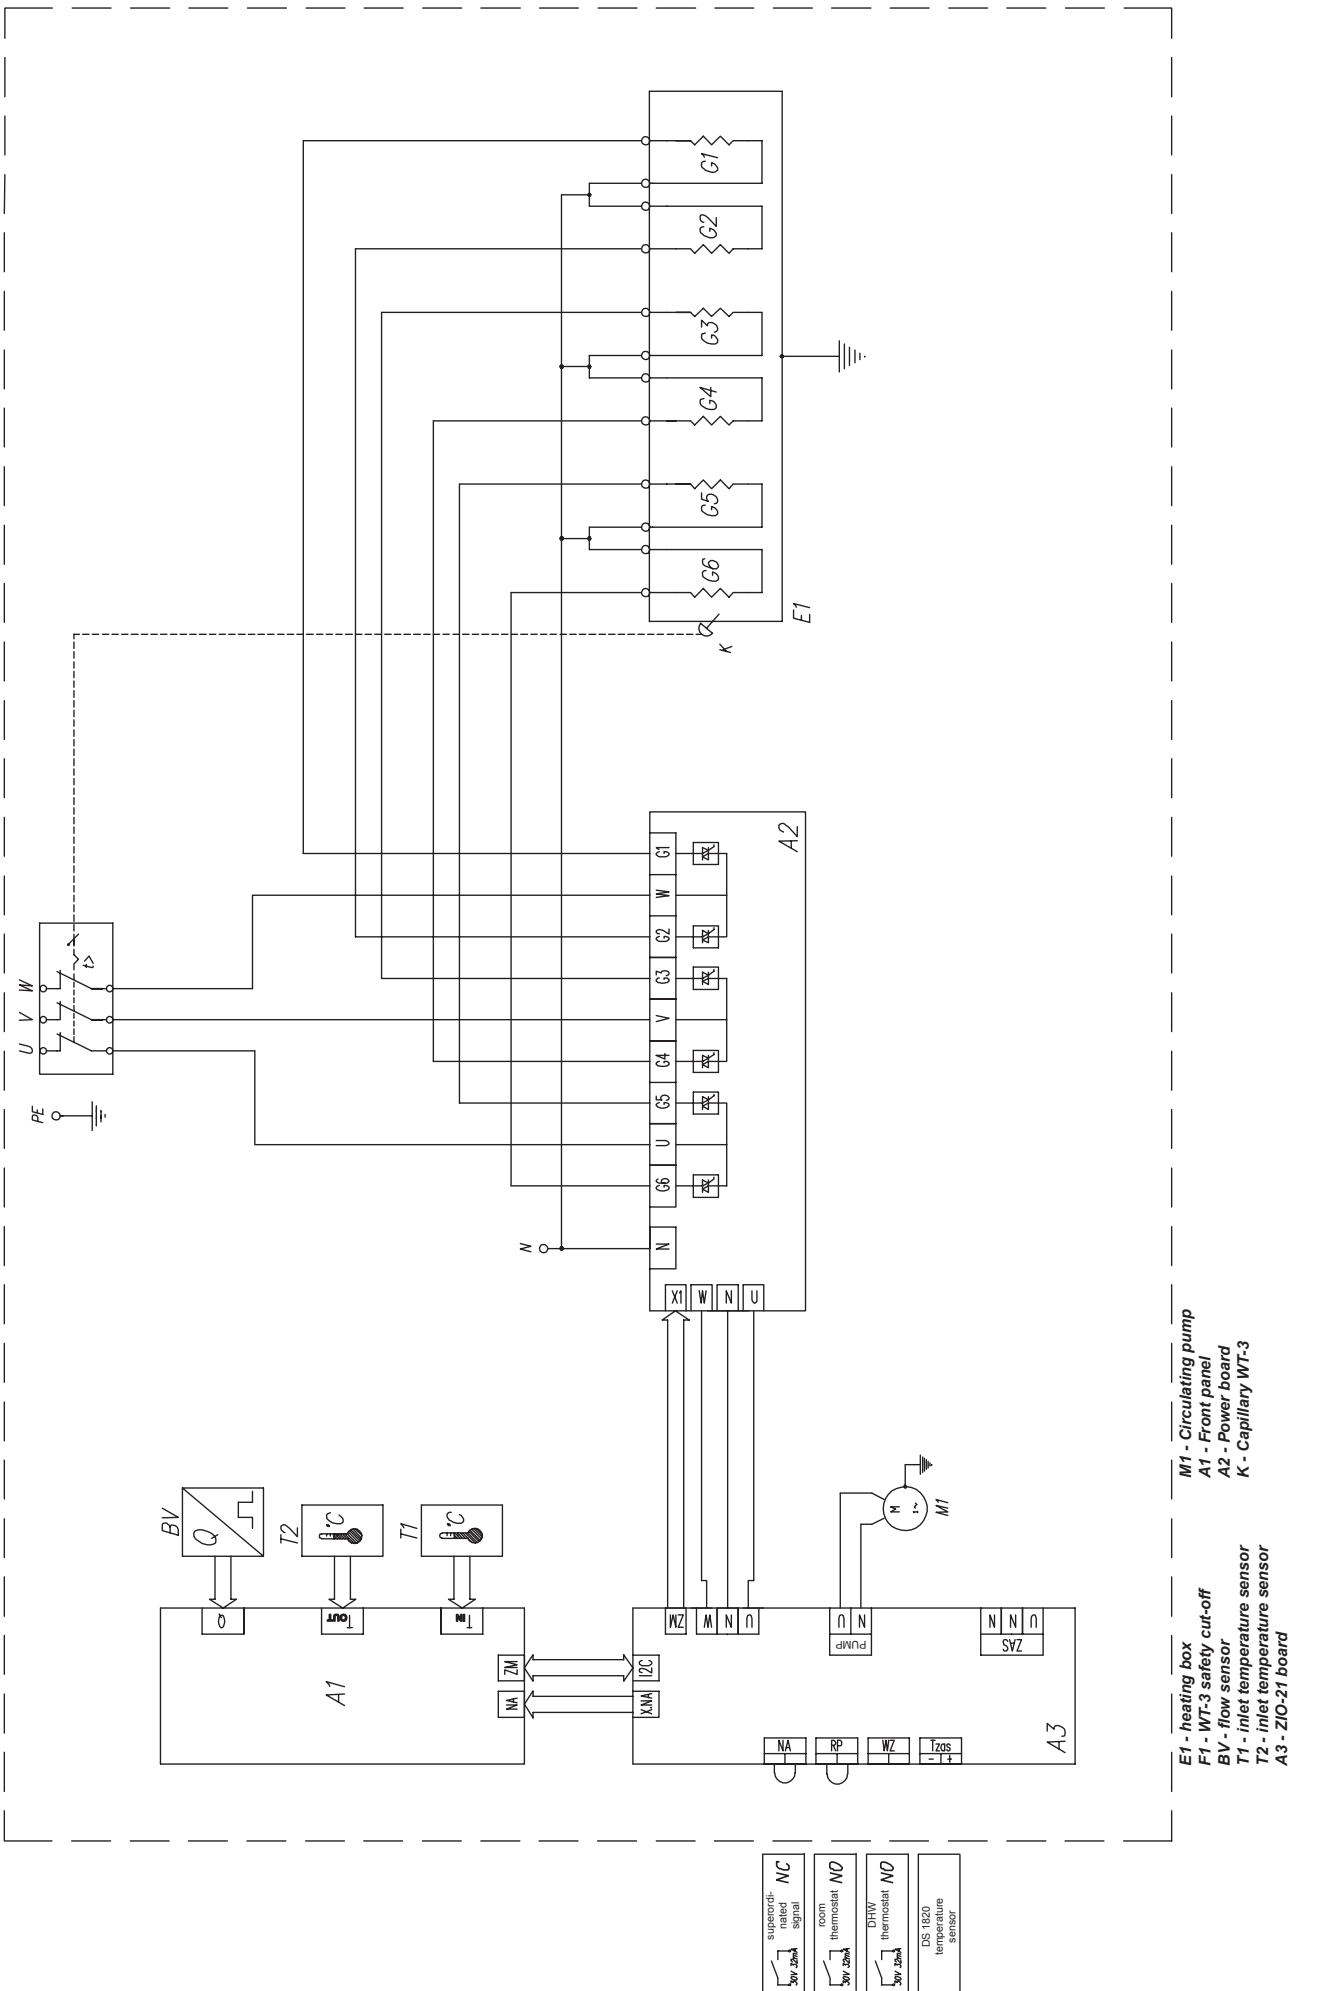 W
V
U
t>
PE
G1
G2
G3
G4
G5
G6
E1
K
A2
G1
W
G2
G3
V
G4
G5
U
G6
N
N
X1
W
N
U
BV
Q
T2
°C
T1
°C
Q
T OUT
T IN
A1
ZM
NA
ZM
W
N
U
I2C
X.NA
U
N
PUMP
M
1~
M1
N
N
U
ZAS
A3
NA
RP
WZ
Tzas
- +
superordi-
nated
signal
NC
30V 32mA
room
thermostat
NO
30V 32mA
DHW
thermostat
NO
30V 32mA
DS 1820
temperature
sensor
E1 - heating box
F1 - WT-3 safety cut-off
BV - flow sensor
T1 - inlet temperature sensor
T2 - inlet temperature sensor
A3 - ZIO-21 board
M1 - Circulating pump
A1 - Front panel
A2 - Power board
K - Capillary WT-3